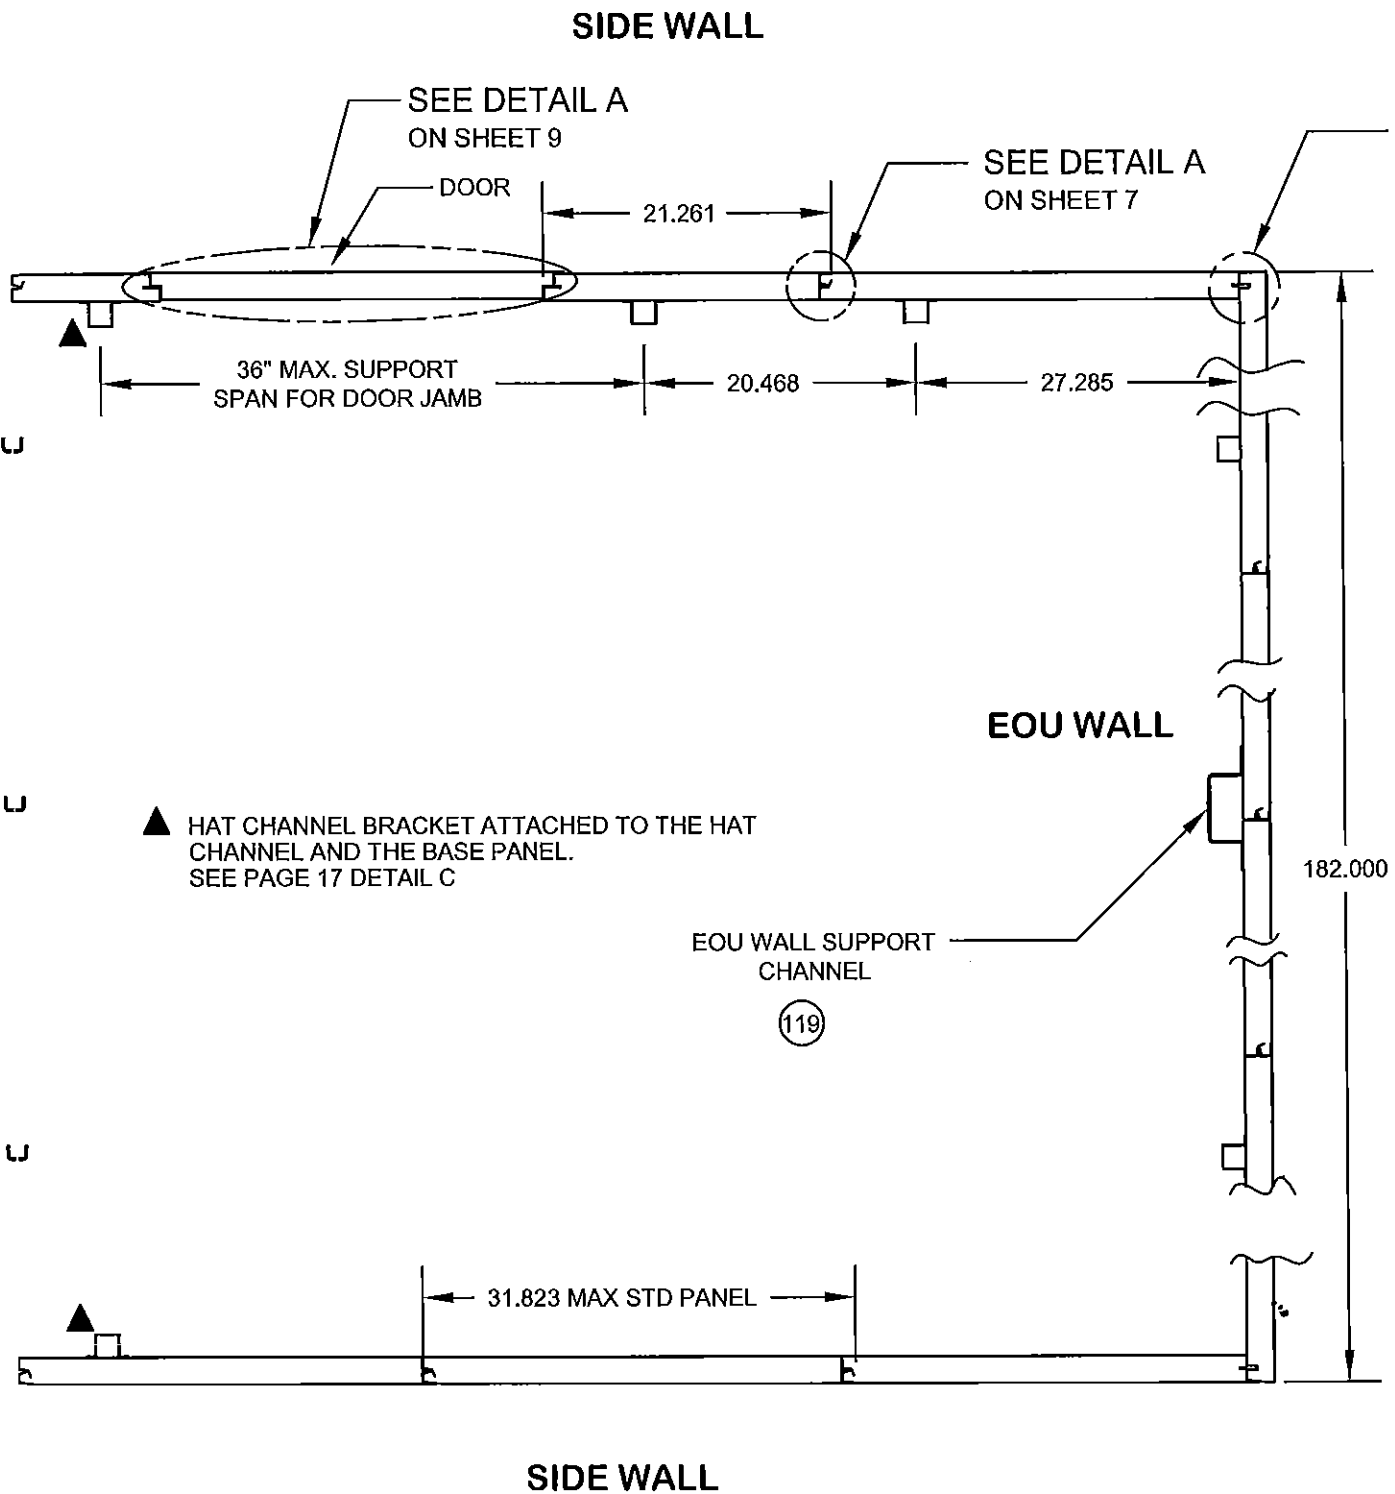 SIDE WALL
SEE DETAIL A
ON SHEET 9
DOOR
21.261
SEE DETAIL A
ON SHEET 7
36" MAX. SUPPORT
SPAN FOR DOOR JAMB
20.468
27.285
EOU WALL
HAT CHANNEL BRACKET ATTACHED TO THE HAT
CHANNEL AND THE BASE PANEL.
SEE PAGE 17 DETAIL C
182.000
EOU WALL SUPPORT
CHANNEL
119
31.823 MAX STD PANEL
SIDE WALL